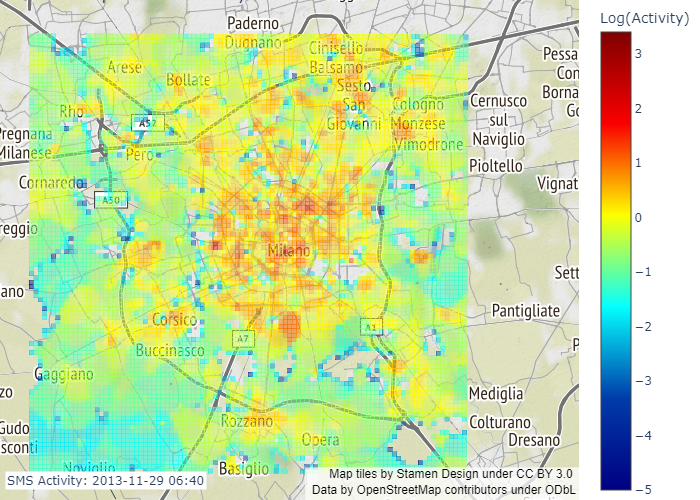 Paderno
Dugnano
Cinisello
Balsamo
Arese
Bollate
Sesto
San
Giovanni
Cologno
Monzese
Vimodrone
Cernusco
sul
Naviglio
Pioltello
Pessa
Con
Borna
Go
Rho
A52
Pregnana
Milanese
Pero
Cornaredo
A50
Vignat
reggio
Milano
Sett
ano
Pantigliate
Corsico
A7
A1
Buccinasco
P
Gaggiano
zo
Mediglia
Rozzano
Colturano
Gudo
sconti
Opera
Dresano
Noviglio
Basiglio
SMS Activity: 2013-11-29 06:40
Map tiles by Stamen Design under CC BY 3.0
Data by OpenStreetMap contributors under ODbL
Log(Activity)
3
2
1
0
−1
−2
−3
−4
−5